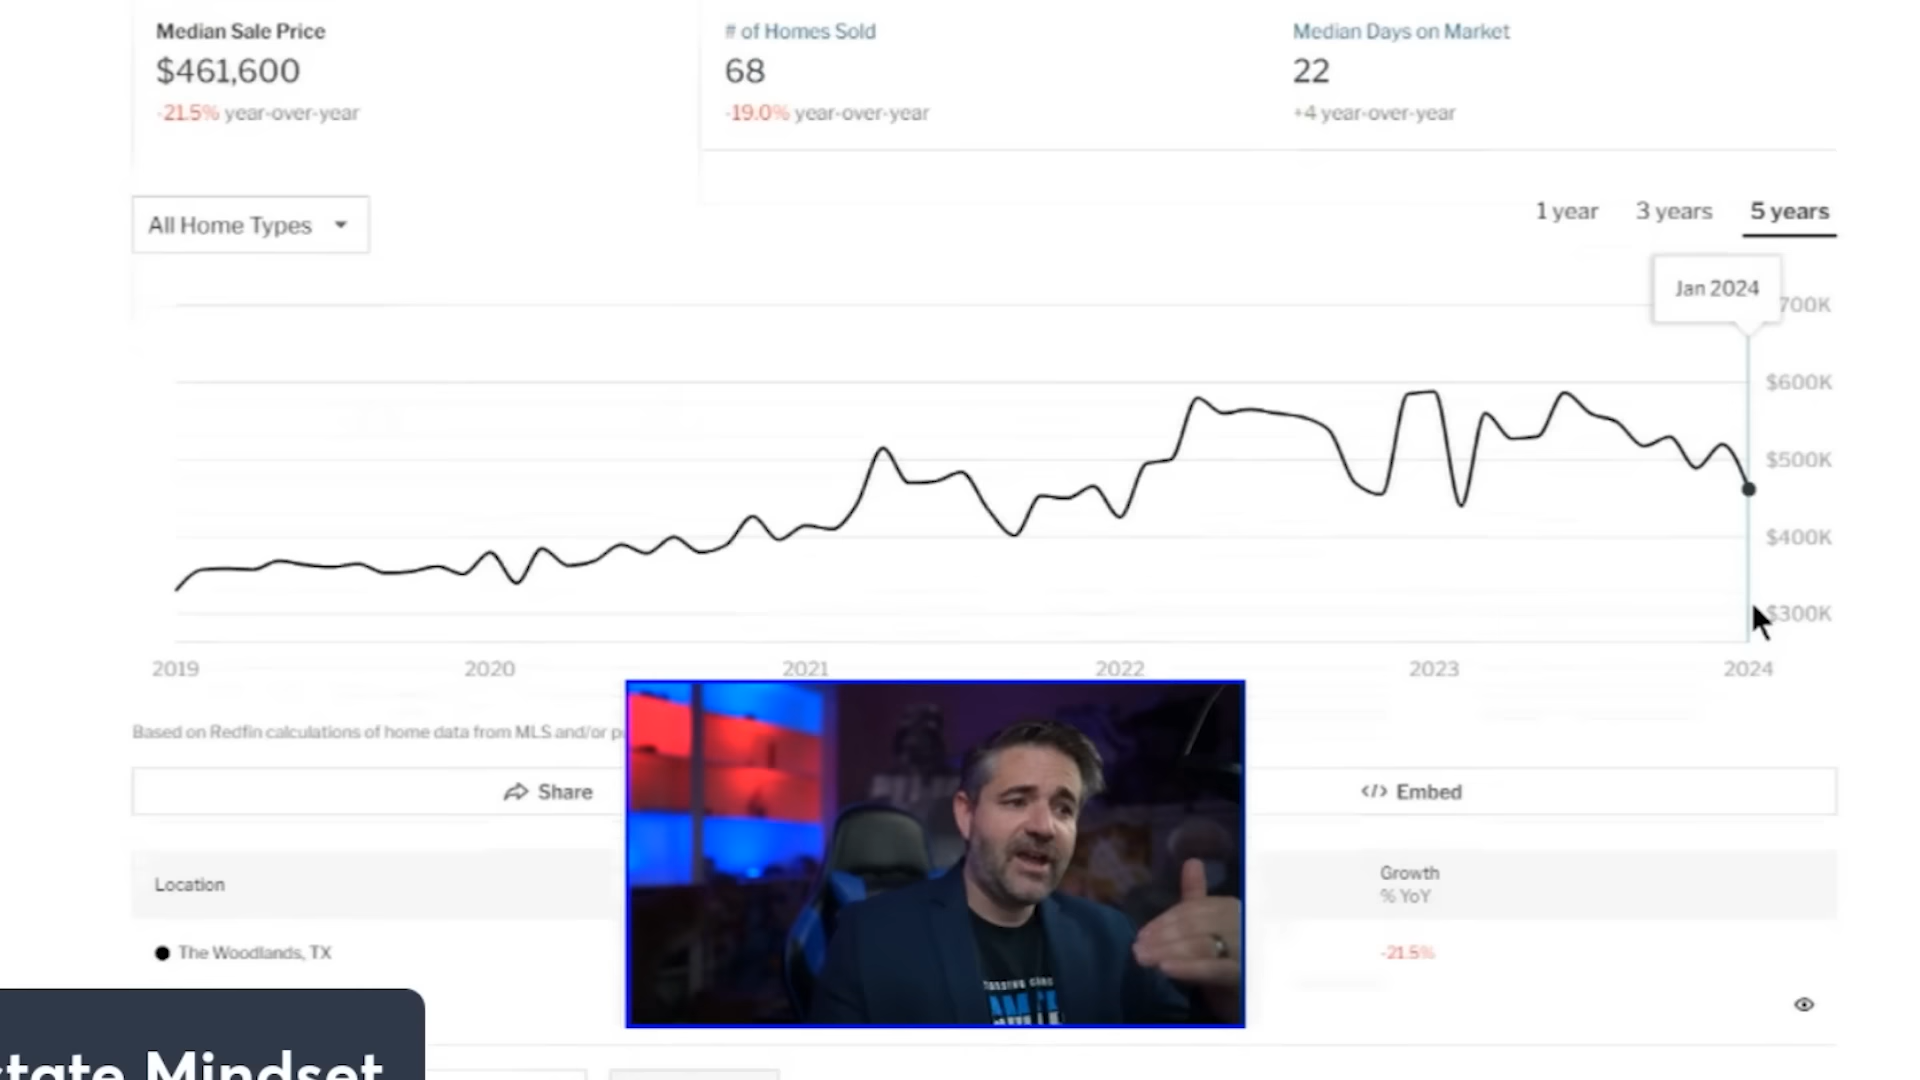 Median Sale Price
# of Homes Sold
Median Days on Market
$461,600
68
22
-21.5% year-over-year
-19.0% year-over-year
+4 year-over-year
All Home Types
1 year
3 years
5 years
Jan 2024
700K
$600K
$500K
$400K
$300K
2019
2020
2021
2022
2023
2024
Based on Redfin calculations of home data from MLS and/or
Share
</> Embed
Location
Growth
% YoY
The Woodlands, TX
-21.5%
Mindset